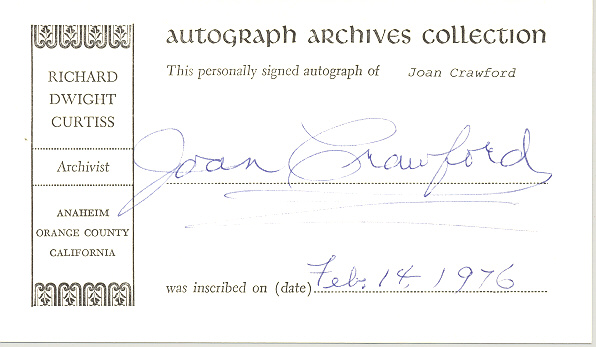 AUTOGRAPH ARCHIVES COLLECTION
This personally signed autograph of Joan Crawford
RICHARD
DWIGHT
CURTISS
Archivist
ANAHEIM
ORANGE COUNTY
CALIFORNIA
Joan Crawford
was inscribed on (date) Feb. 14, 1976